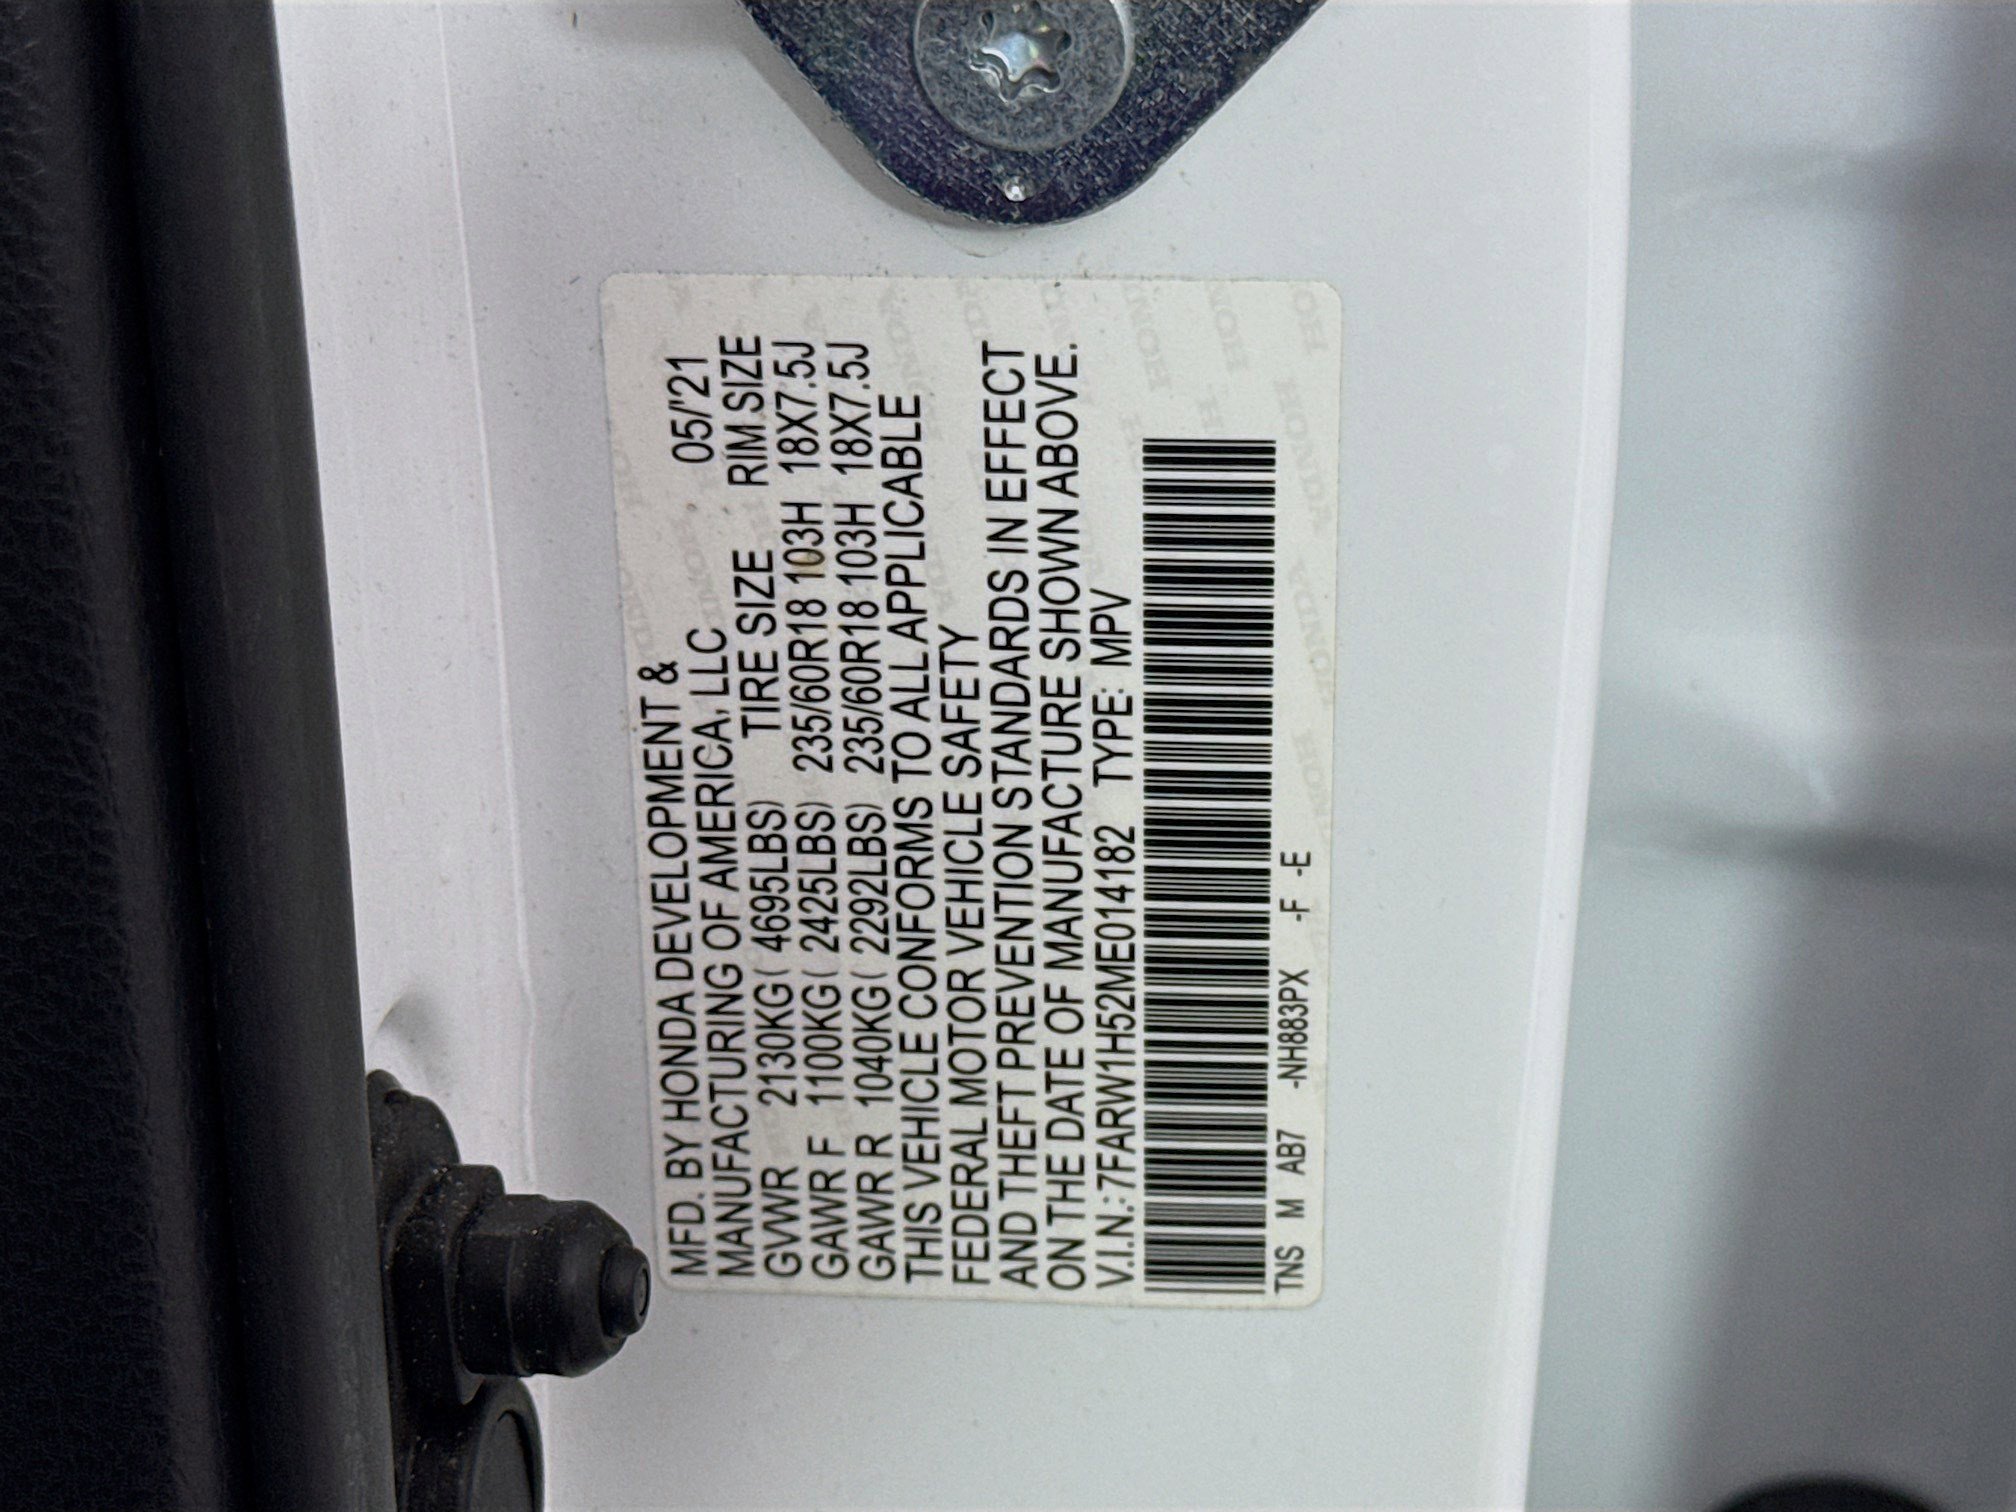 MFD. BY HONDA DEVELOPMENT &
MANUFACTURING OF AMERICA, LLC 05/'21
GVWR 2130KG( 4695LBS) TIRE SIZE RIM SIZE
GAWR F 1100KG( 2425LBS) 235/60R18 103H 18X7.5J
GAWR R 1040KG( 2292LBS) 235/60R18 103H 18X7.5J
THIS VEHICLE CONFORMS TO ALL APPLICABLE
FEDERAL MOTOR VEHICLE SAFETY
AND THEFT PREVENTION STANDARDS IN EFFECT
ON THE DATE OF MANUFACTURE SHOWN ABOVE.
V.I.N.:7FARW1H52ME014182 TYPE: MPV
TNS M AB7 -NH883PX -F -E